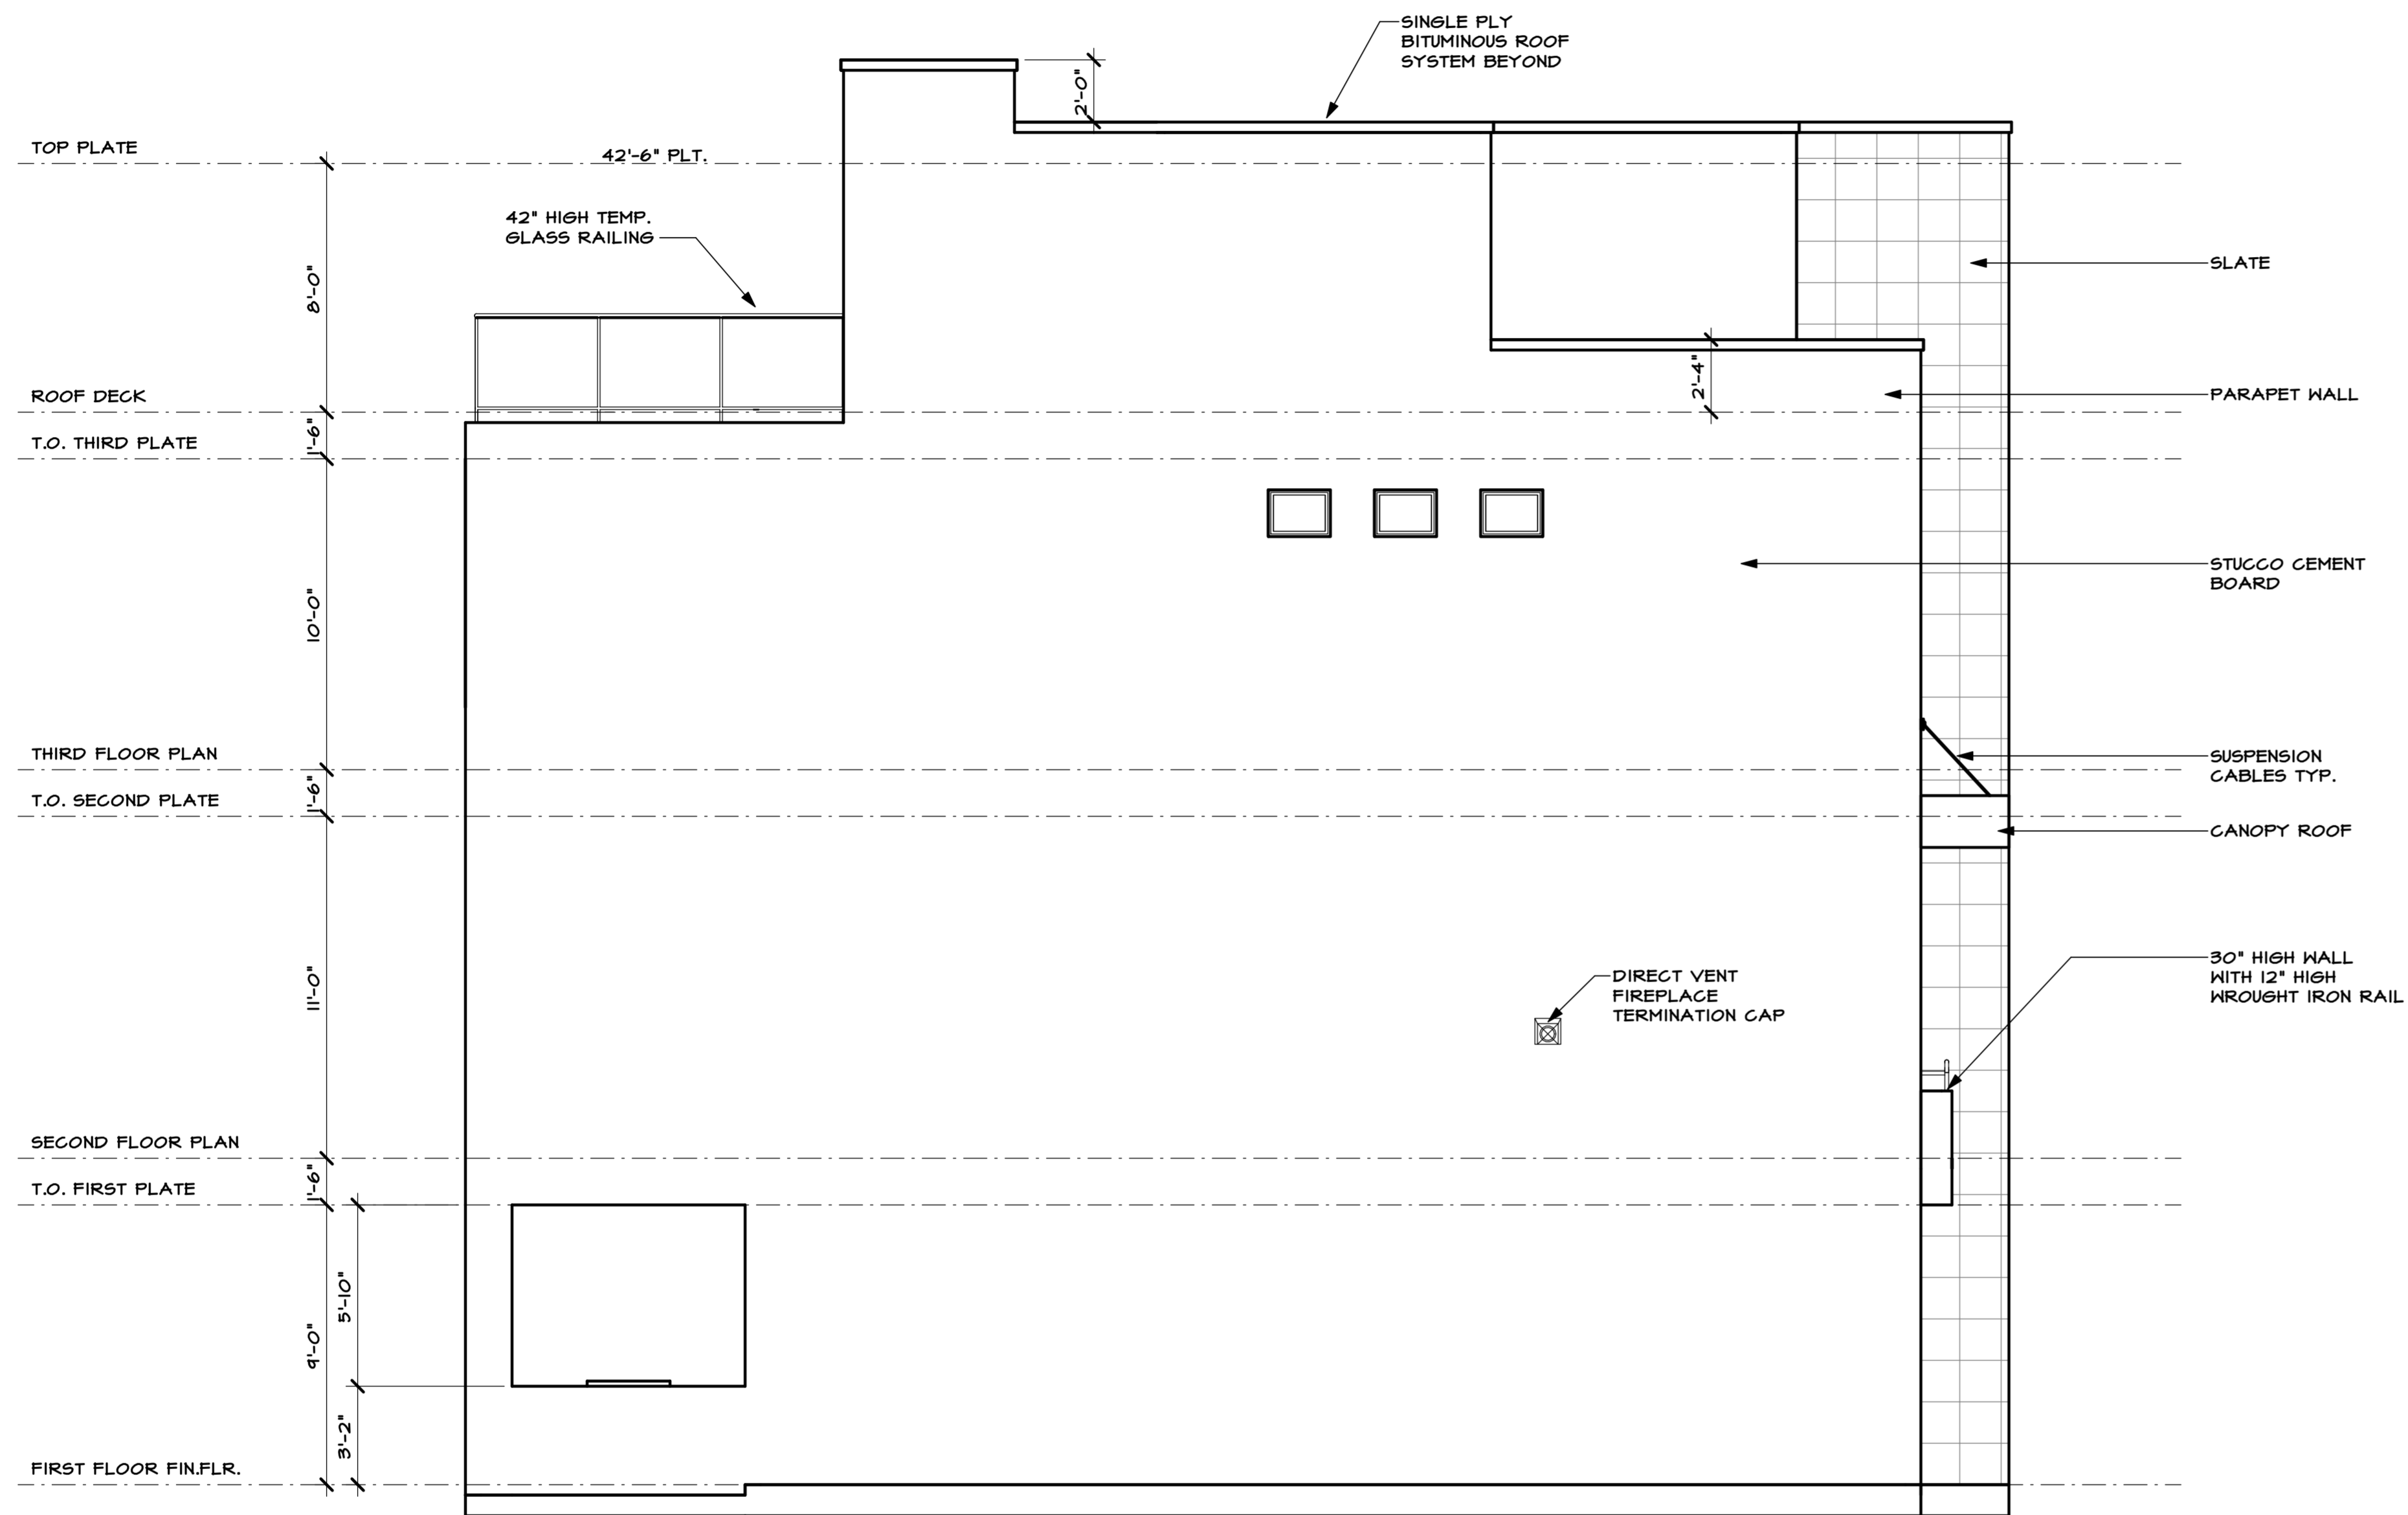 SINGLE PLY
BITUMINOUS ROOF
SYSTEM BEYOND
2'-0"
TOP PLATE
42'-6" PLT.
42" HIGH TEMP.
GLASS RAILING
SLATE
8'-0"
2'-4"
ROOF DECK
PARAPET WALL
1'-6"
T.O. THIRD PLATE
STUCCO CEMENT
BOARD
10'-0"
THIRD FLOOR PLAN
SUSPENSION
CABLES TYP.
1'-6"
T.O. SECOND PLATE
CANOPY ROOF
11'-0"
DIRECT VENT
FIREPLACE
TERMINATION CAP
30" HIGH WALL
WITH 12" HIGH
WROUGHT IRON RAIL
SECOND FLOOR PLAN
1'-6"
T.O. FIRST PLATE
5'-10"
9'-0"
3'-2"
FIRST FLOOR FIN.FLR.